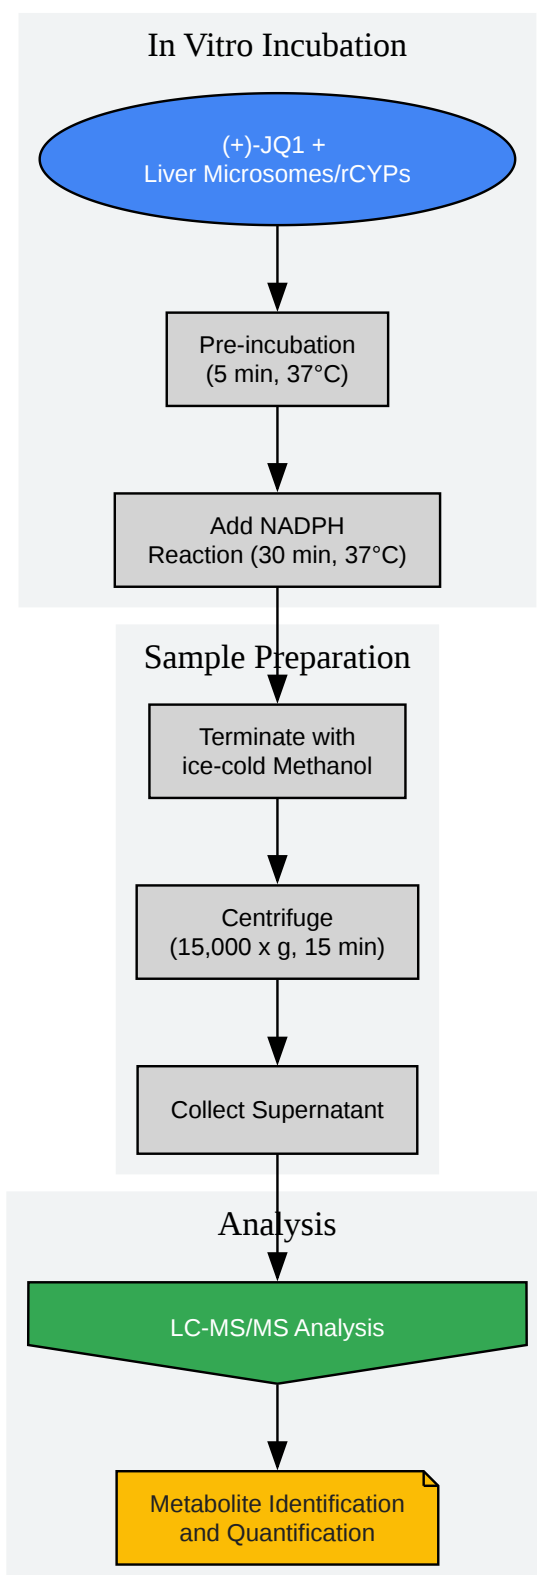 In Vitro Incubation
(+)-JQ1 +
Liver Microsomes/rCYPs
Pre-incubation
(5 min, 37°C)
Add NADPH
Reaction (30 min, 37°C)
Sample Preparation
Terminate with
ice-cold Methanol
Centrifuge
(15,000 x g, 15 min)
Collect Supernatant
Analysis
LC-MS/MS Analysis
Metabolite Identification
and Quantification